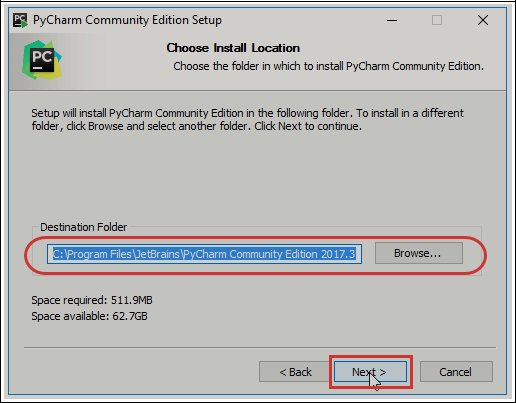 PyCharm Community Edition Setup
PC
Choose Install Location
Choose the folder in which to install PyCharm Community Edition.
Setup will install PyCharm Community Edition in the following folder. To install in a different
folder, click Browse and select another folder. Click Next to continue.
Destination Folder
C:\Program Files\JetBrains\PyCharm Community Edition 2017.3
Browse...
Space required: 511.9MB
Space available: 62.7GB
< Back
Next >
Cancel